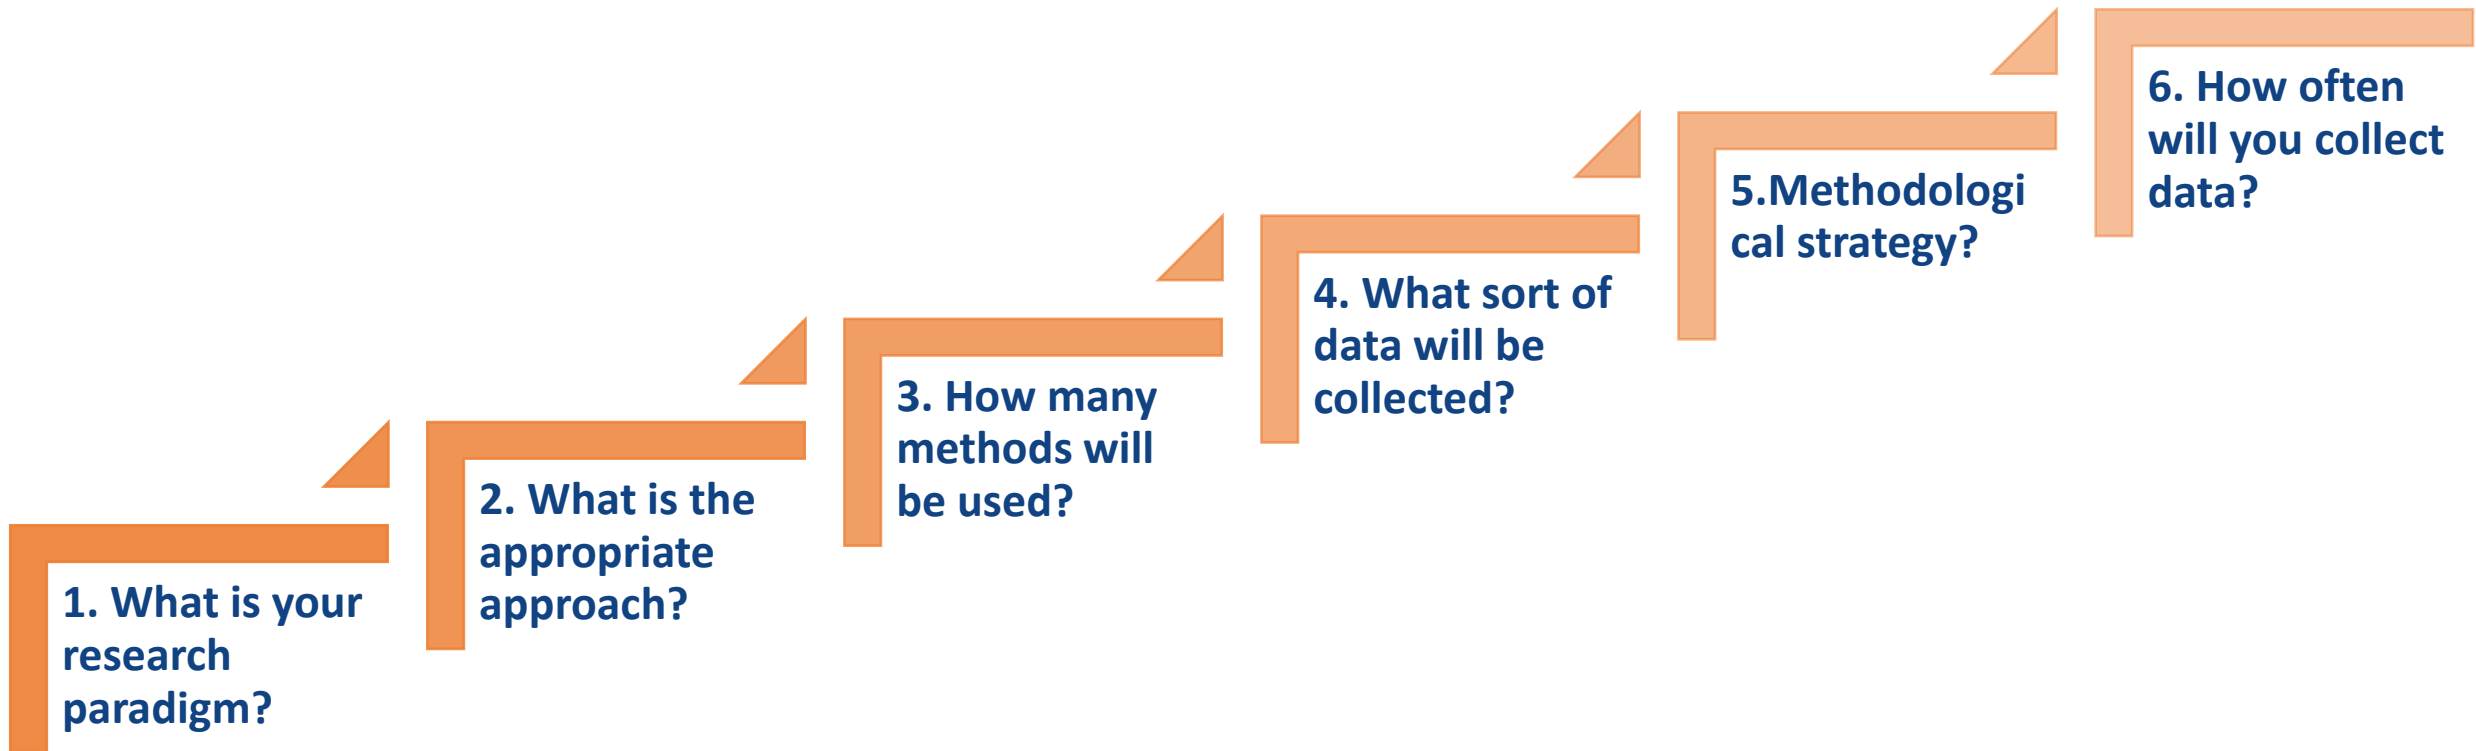 1. What is your
research
paradigm?
2. What is the
appropriate
approach?
3. How many
methods will
be used?
4. What sort of
data will be
collected?
5.Methodologi
cal strategy?
6. How often
will you collect
data?